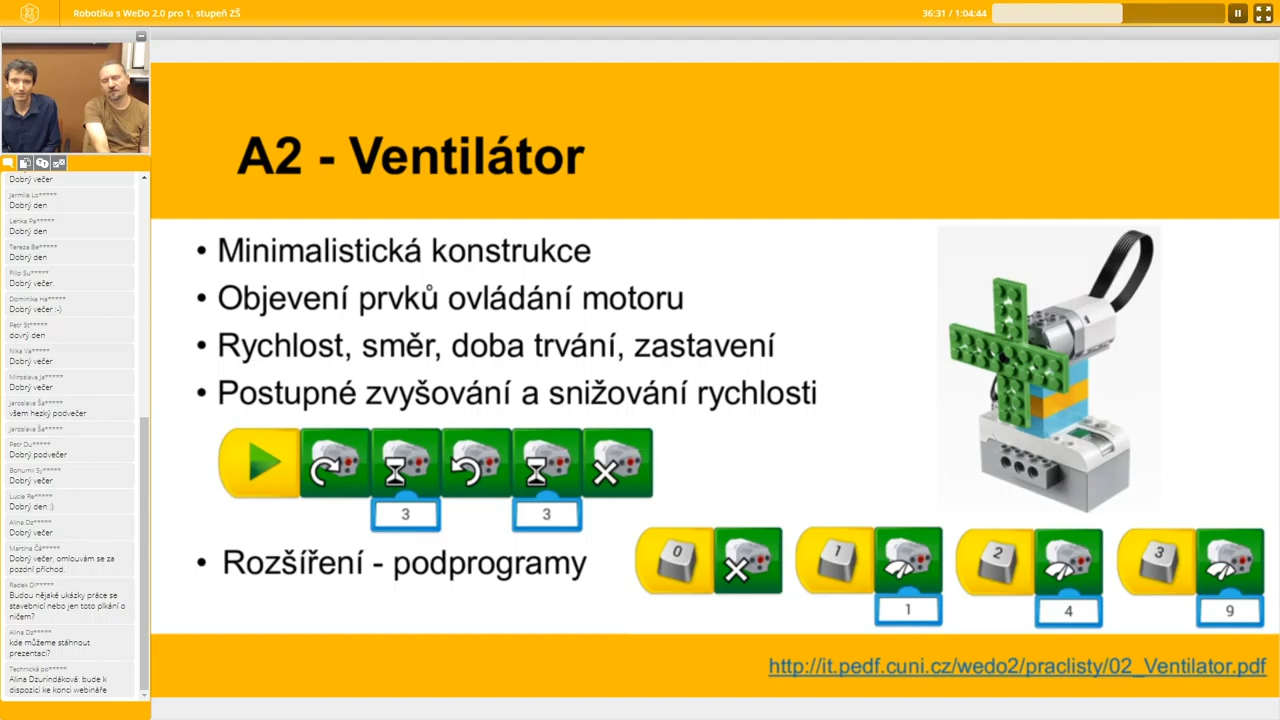 Robotika s WeDo 2.0 pro 1. stupeň ZŠ
36:31 / 1:04:44
Dobrý večer
Jarmila Lo*****
Dobrý den
Lenka Pa*****
Dobrý den
Tereza Be*****
Dobrý den
Filip Su*****
Dobrý večer.
Dominika Ha*****
Dobrý večer :-)
Petr St*****
dovrý den
Nika Va*****
Dobrý večer
Miroslava Ja*****
Dobrý večer
Jaroslava Ša*****
všem hezký podvečer
Jaroslava Ša*****
Petr Du*****
Dobrý podvečer
Bohumil Sy*****
Dobrý večer
Lucie Re*****
Dobrý den :)
Alina Dz*****
Dobrý večer
Martina Čá*****
Dobrý večer, omlouvám se za
pozdní příchod.
Radek Di*****
Budou nějaké ukázky práce se
stavebnicí nebo jen toto plkání o
ničem?
Alina Dz*****
kde můžeme stáhnout
prezentaci?
Technická po*****
Alina Dzurindáková: bude k
dispozici ke konci webináře
A2 - Ventilátor
• Minimalistická konstrukce
• Objevení prvků ovládání motoru
• Rychlost, směr, doba trvání, zastavení
• Postupné zvyšování a snižování rychlosti
3 3
• Rozšíření - podprogramy
0 1 2 3
1 4 9
http://it.pedf.cuni.cz/wedo2/praclisty/02_Ventilator.pdf